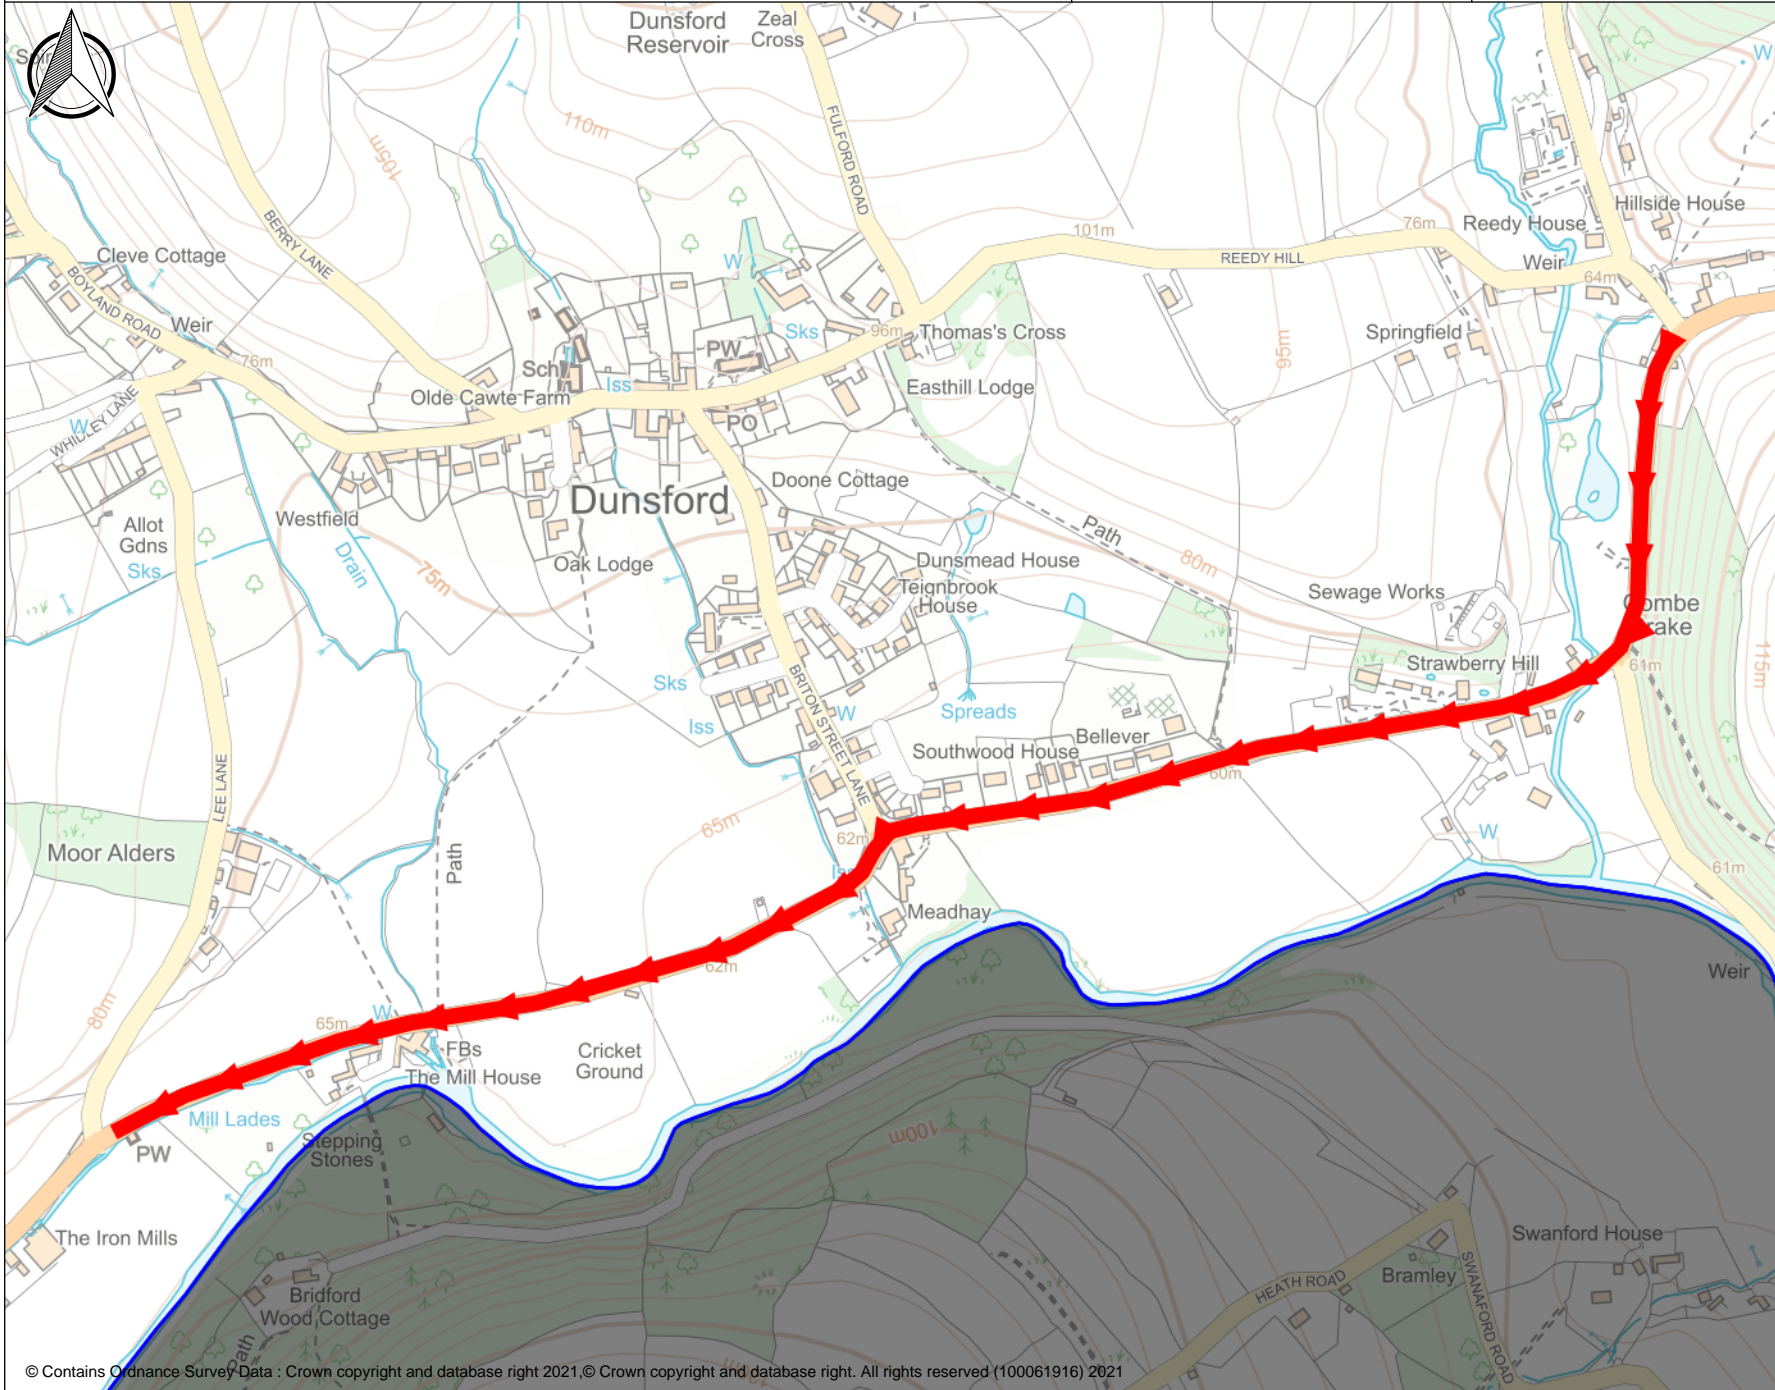 Dunsford
Reservoir
Zeal
Cross
W
110m
105m
FULFORD ROAD
Hillside House
Reedy House
76m
101m
REEDY HILL
BERRY LANE
Cleve Cottage
W
Weir
64m
BOYLAND ROAD
Weir
76m
Sks
96m
Thomas's Cross
Springfield
95m
PW
Sch
Iss
Olde Cawte Farm
Easthill Lodge
WHIDLEY LANE
W
PO
Doone Cottage
Dunsford
Westfield
Allot
Gdns
Sks
Drain
75m
Oak Lodge
Path
80m
Dunsmead House
Teignbrook
House
Sewage Works
Combe
61m
115m
Strawberry Hill
Sks
Iss
BRITON STREET LANE
W
Spreads
Southwood House
Bellever
60m
LEE LANE
65m
62m
W
Moor Alders
Path
61m
Meadhay
62m
Weir
80m
65m
W
FBs
The Mill House
Cricket
Ground
Mill Lades
PW
Stepping
Stones
100m
The Iron Mills
Swanford House
Bramley
HEATH ROAD
SWANAFORD ROAD
Bridford
Wood Cottage
Path
© Contains Ordnance Survey Data : Crown copyright and database right 2021,© Crown copyright and database right. All rights reserved (100061916) 2021